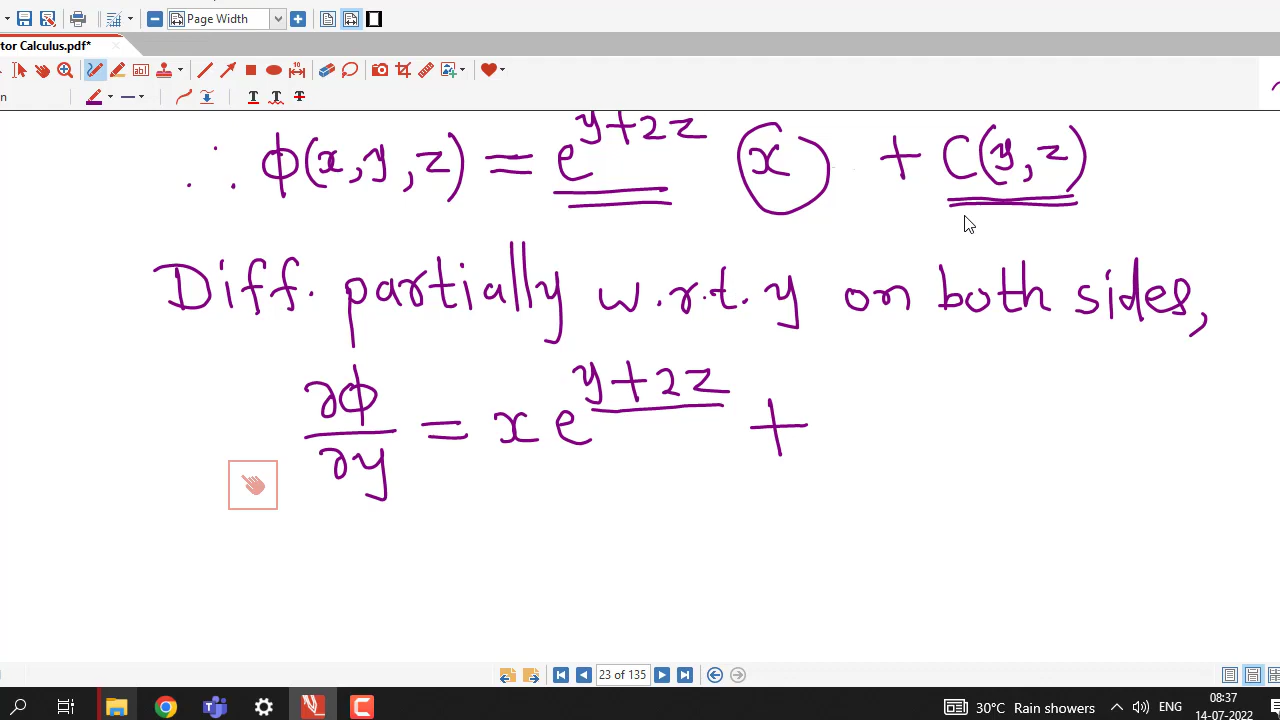 Page Width
tor Calculus.pdf*
n
∴ ϕ(x, y, z) = e^{y+2z} x + C(y, z)
Diff. partially w.r.t. y on both sides,
∂ϕ/∂y = x e^{y+2z} +
23 of 135
30°C Rain showers
ENG
08:37
14-07-2022